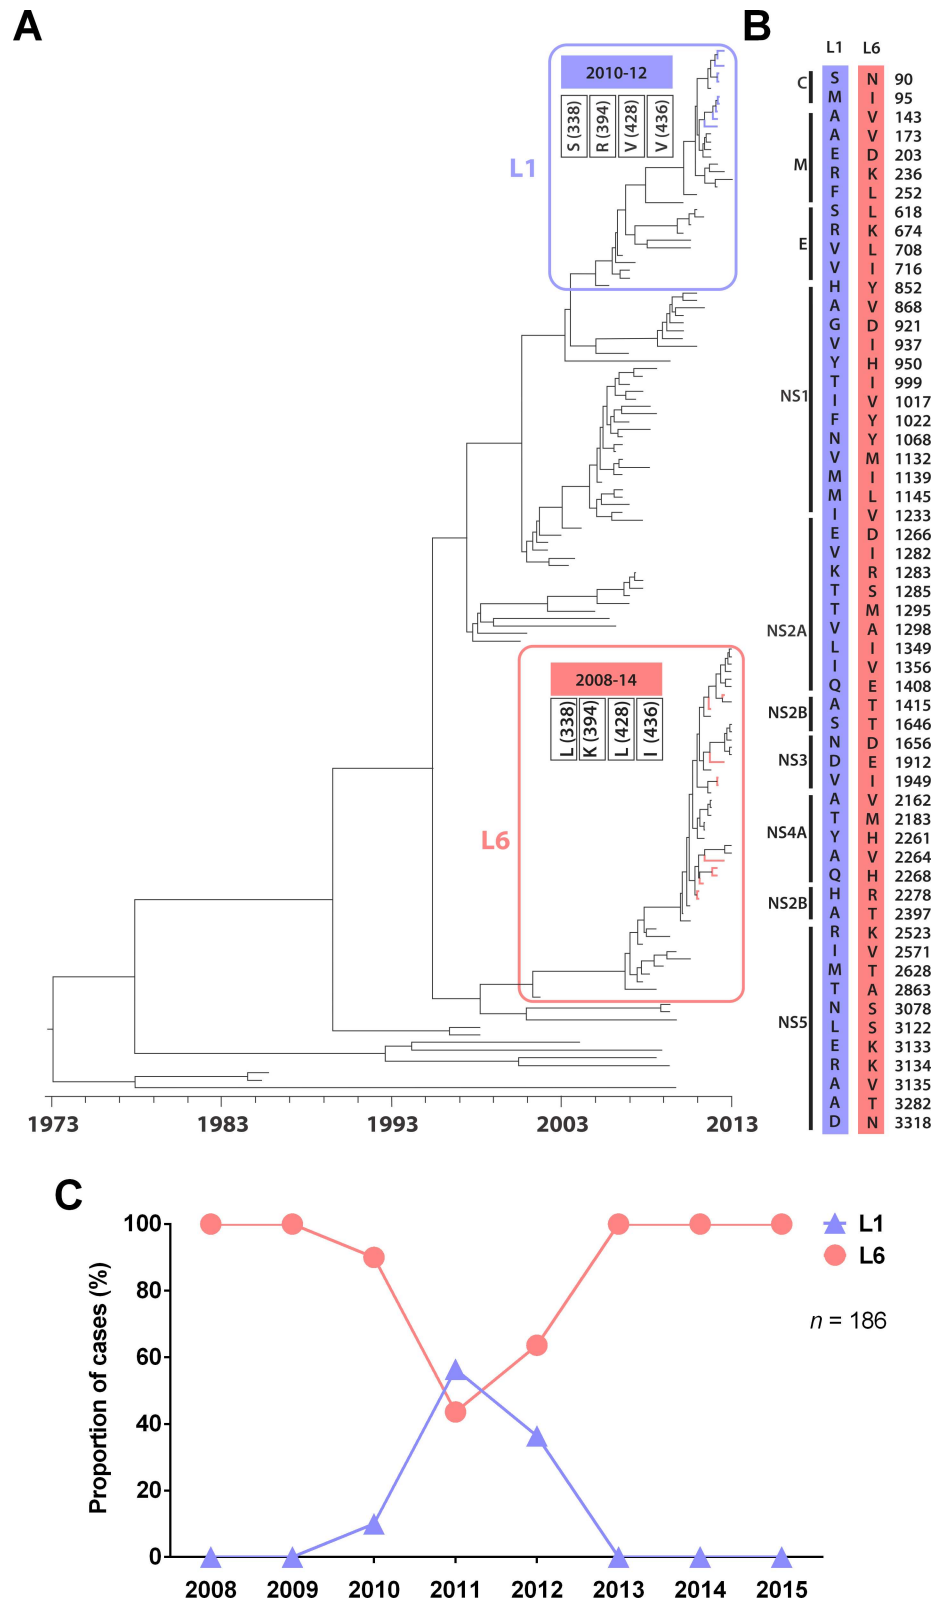 A
2010-12
S (338) R (394) V (428) V (436)
L1
2008-14
L (338) K (394) L (428) I (436)
L6
1973 1983 1993 2003 2013
B
L1 L6
C
S N 90
M I 95
M
A V 143
A V 173
E D 203
R K 236
F L 252
E
S L 618
R K 674
V L 708
V I 716
NS1
H Y 852
A V 868
G D 921
V I 937
Y H 950
T I 999
I V 1017
F Y 1022
N Y 1068
V M 1132
M I 1139
M L 1145
I V 1233
NS2A
E D 1266
V I 1282
K R 1283
T S 1285
T M 1295
V A 1298
L I 1349
I V 1356
Q E 1408
NS2B
A T 1415
S T 1646
NS3
N D 1656
D E 1912
V I 1949
NS4A
A V 2162
T M 2183
Y H 2261
A V 2264
Q H 2268
NS2B
H R 2278
A T 2397
NS5
R K 2523
I V 2571
M T 2628
T A 2863
N S 3078
L S 3122
E K 3133
R K 3134
A V 3135
A T 3282
D N 3318
C
Proportion of cases (%)
100
80
60
40
20
0
2008 2009 2010 2011 2012 2013 2014 2015
L1
L6
n = 186